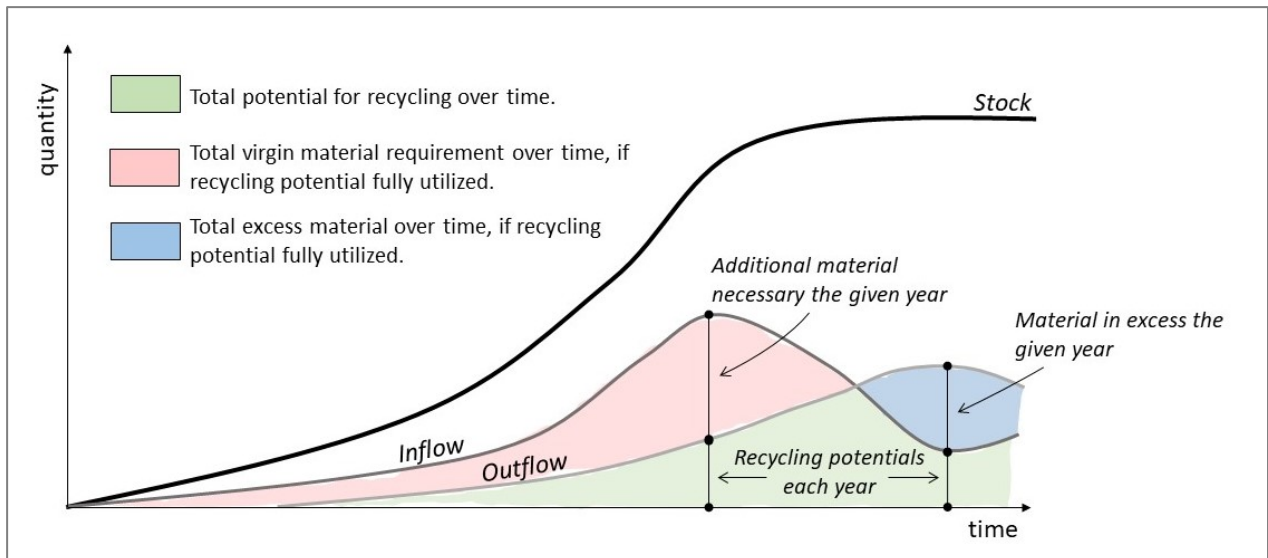 quantity
Total potential for recycling over time.
Total virgin material requirement over time, if
recycling potential fully utilized.
Total excess material over time, if recycling
potential fully utilized.
Stock
Additional material
necessary the given year
Material in excess the
given year
Inflow
Outflow
Recycling potentials
each year
time